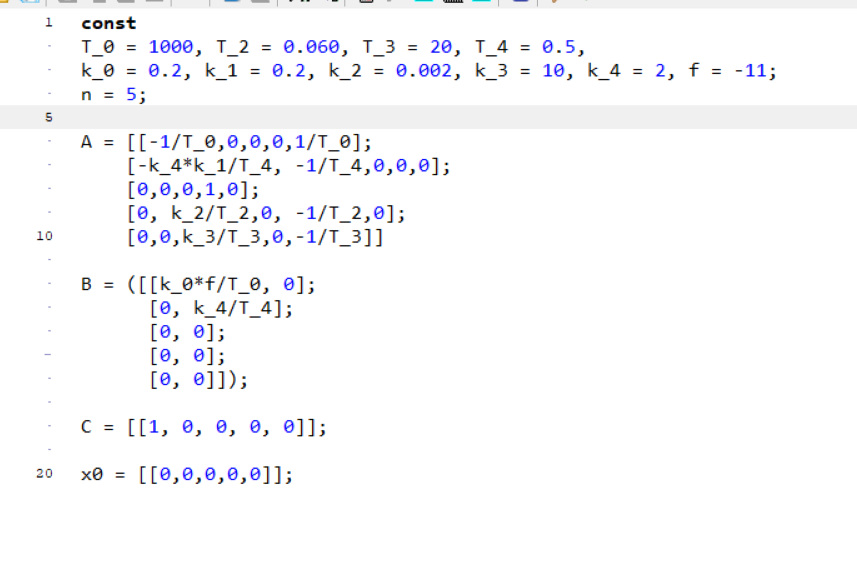 1 const
T_0 = 1000, T_2 = 0.060, T_3 = 20, T_4 = 0.5,
k_0 = 0.2, k_1 = 0.2, k_2 = 0.002, k_3 = 10, k_4 = 2, f = -11;
n = 5;
5
A = [[-1/T_0,0,0,0,1/T_0];
[-k_4*k_1/T_4, -1/T_4,0,0,0];
[0,0,0,1,0];
[0, k_2/T_2,0, -1/T_2,0];
10 [0,0,k_3/T_3,0,-1/T_3]]
B = ([[k_0*f/T_0, 0];
[0, k_4/T_4];
[0, 0];
[0, 0];
[0, 0]]);
C = [[1, 0, 0, 0, 0]];
20 x0 = [[0,0,0,0,0]];